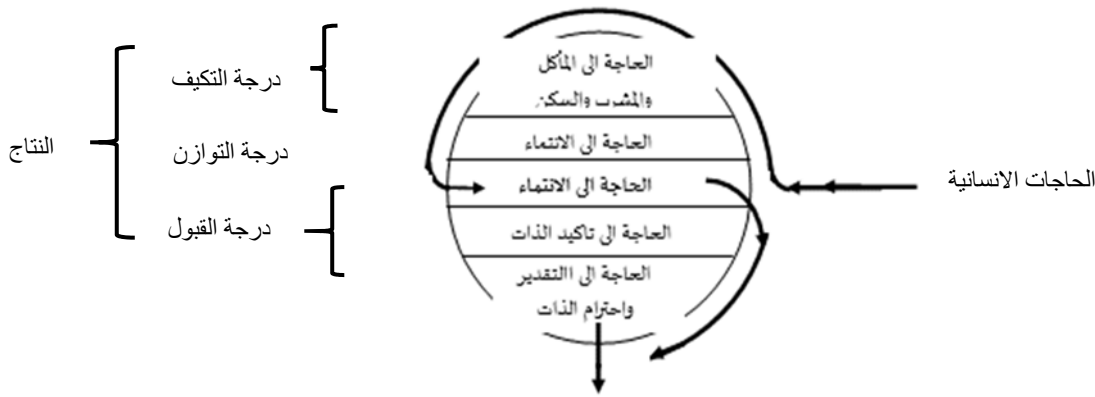 الحاجات الانسانية
الحاجة الى المأكل
والمشرب والسكن
الحاجة الى الانتماء
الحاجة الى الانتماء
الحاجة الى تاكيد الذات
الحاجة الى االتقدير
واحترام الذات
درجة التكيف
درجة التوازن
درجة القبول
النتاج